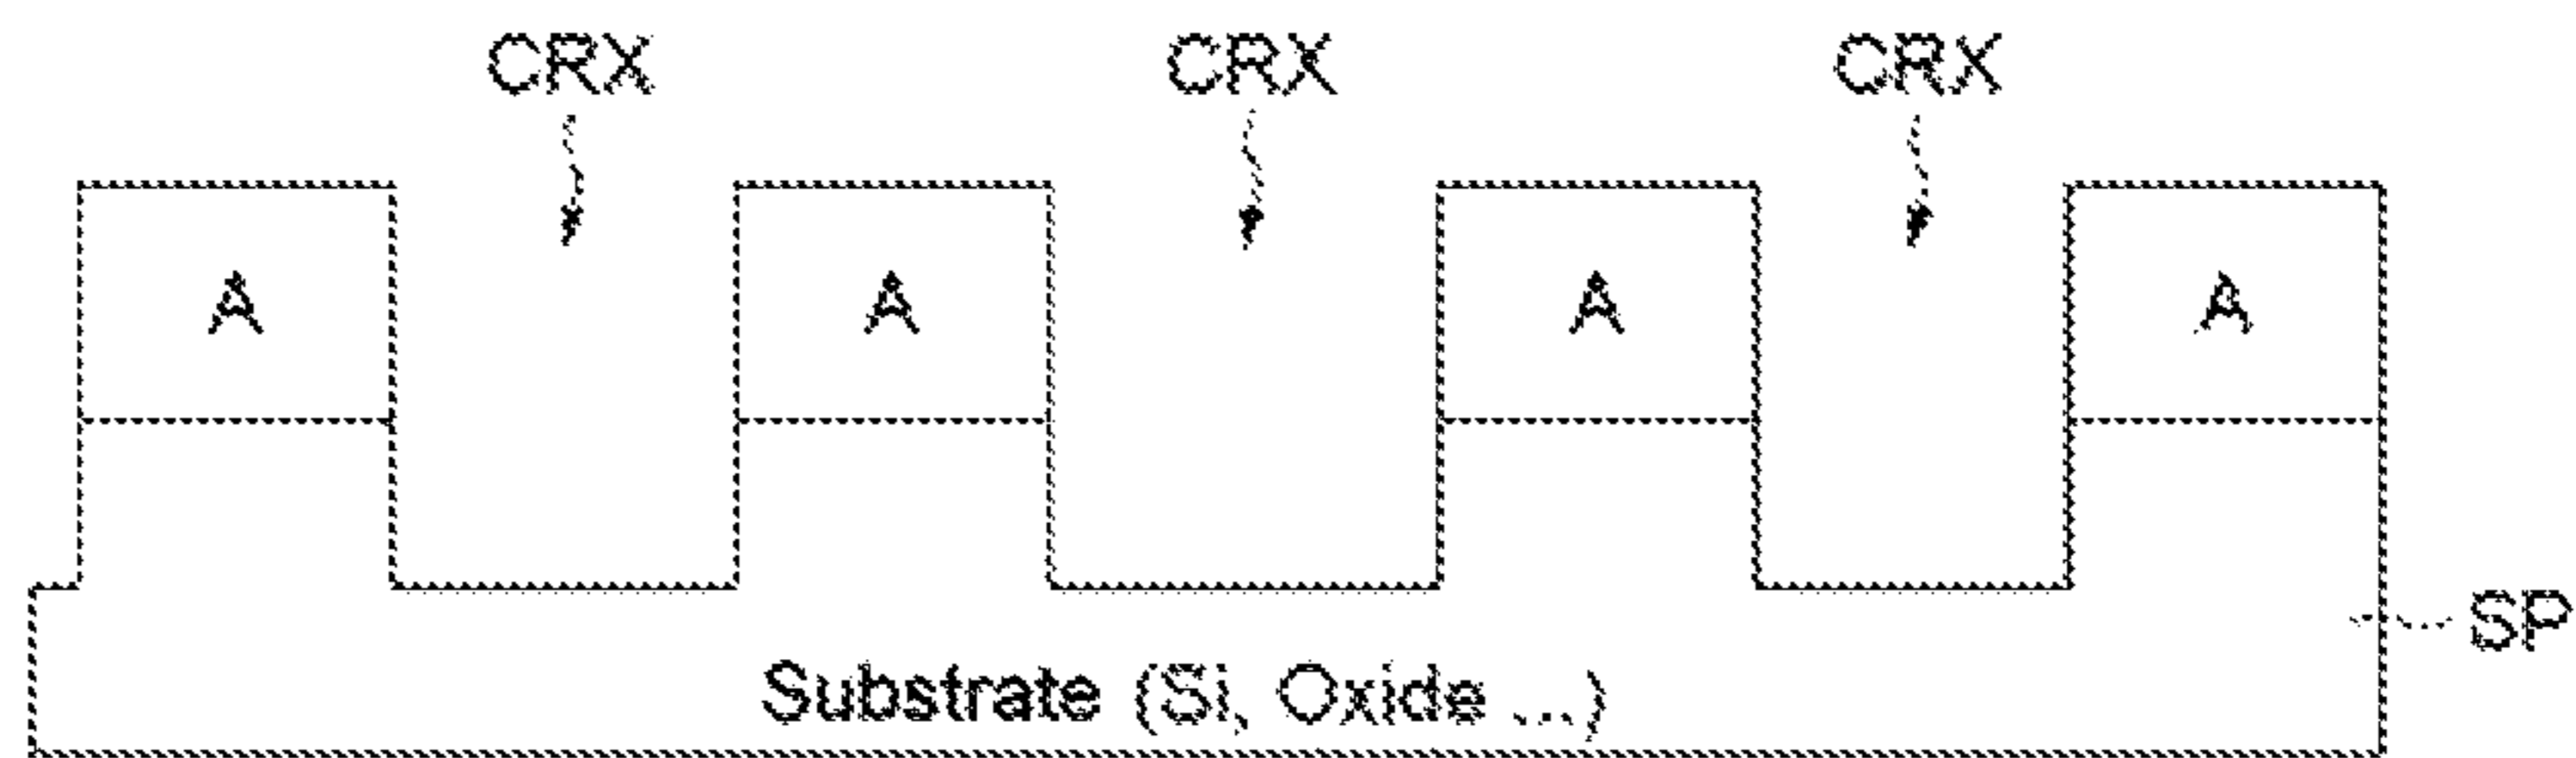 CRX CRX CRX
A A A A
SP
Substrate (Si, Oxide ...)